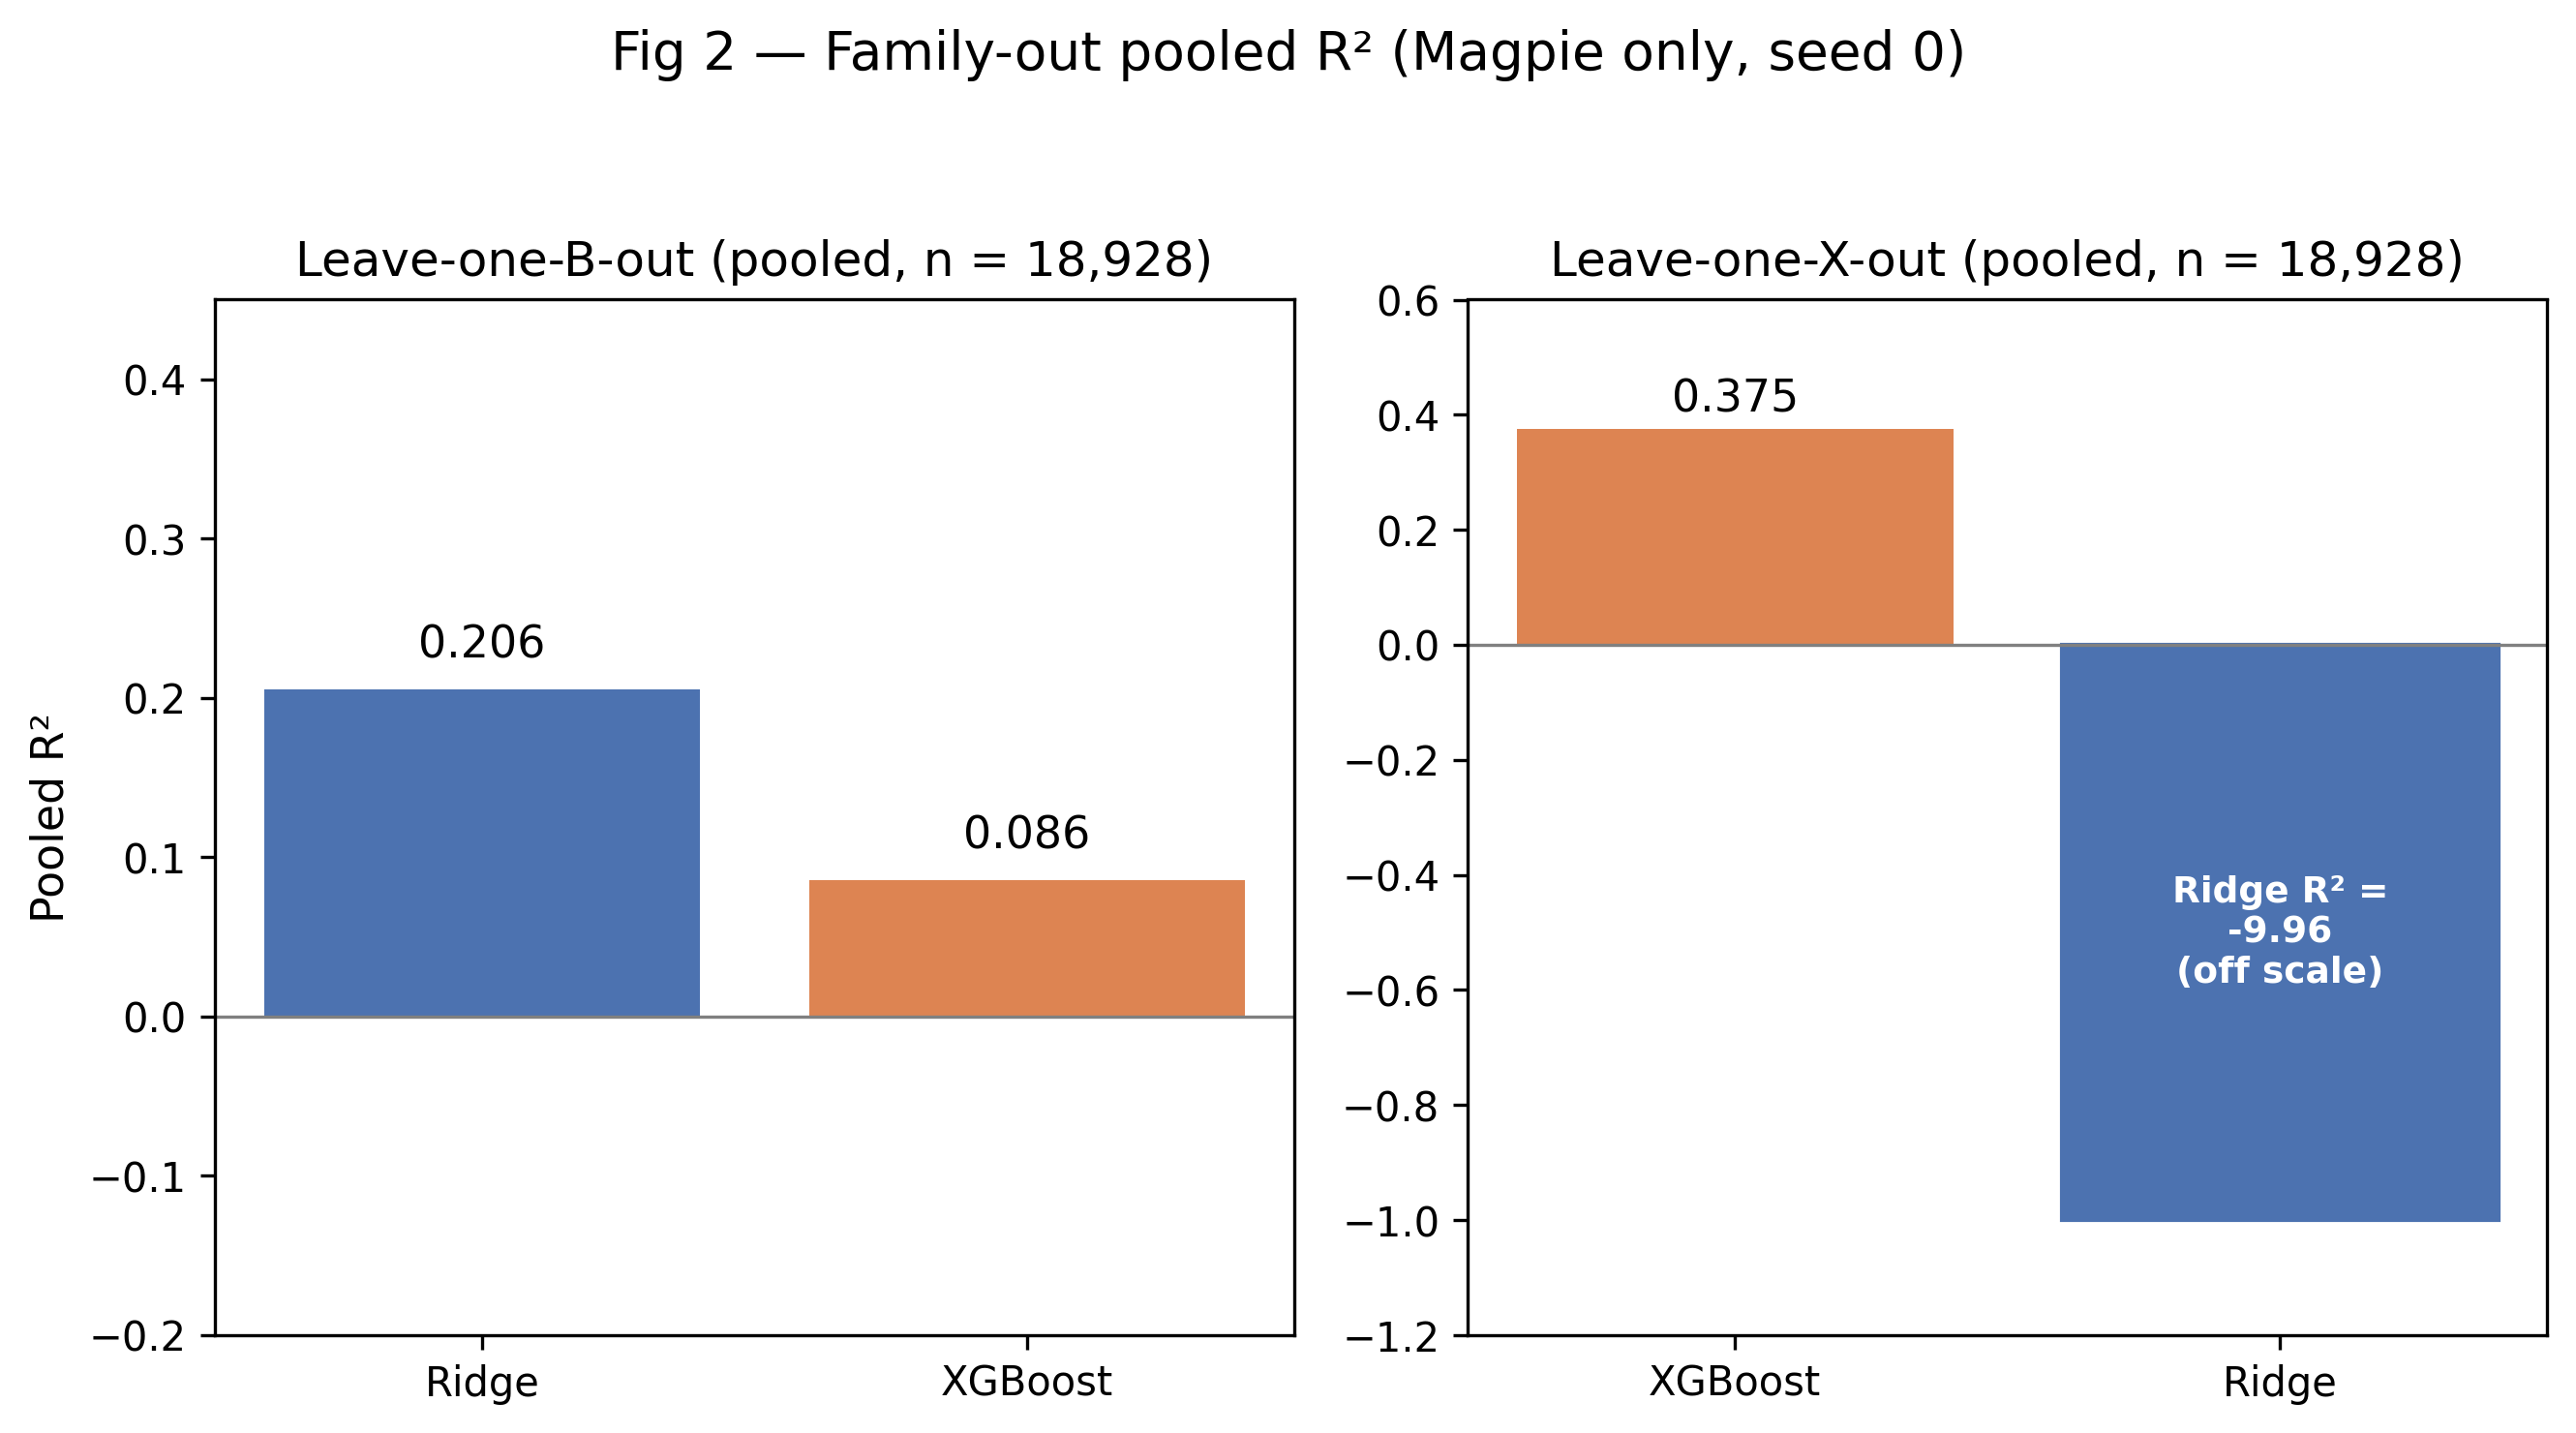 Fig 2 — Family-out pooled R² (Magpie only, seed 0)
Leave-one-B-out (pooled, n = 18,928)
Pooled R²
0.4
0.3
0.2
0.1
0.0
−0.1
−0.2
0.206
0.086
Ridge
XGBoost
Leave-one-X-out (pooled, n = 18,928)
0.6
0.4
0.2
0.0
−0.2
−0.4
−0.6
−0.8
−1.0
−1.2
0.375
Ridge R² =
-9.96
(off scale)
XGBoost
Ridge